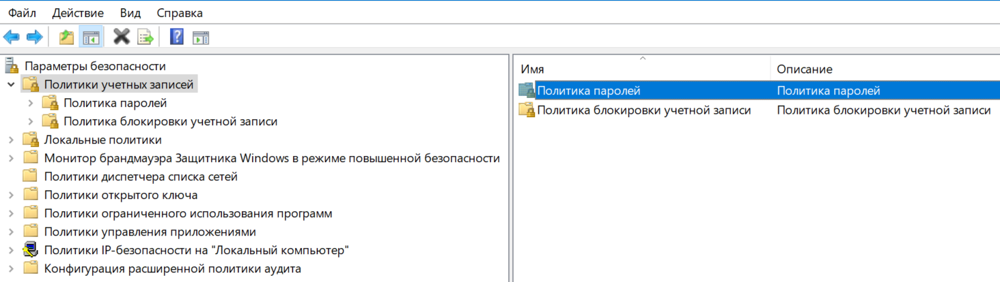 Файл Действие Вид Справка
Параметры безопасности
Политики учетных записей
Политика паролей
Политика блокировки учетной записи
Локальные политики
Монитор брандмауэра Защитника Windows в режиме повышенной безопасности
Политики диспетчера списка сетей
Политики открытого ключа
Политики ограниченного использования программ
Политики управления приложениями
Политики IP-безопасности на "Локальный компьютер"
Конфигурация расширенной политики аудита
Имя Описание
Политика паролей Политика паролей
Политика блокировки учетной записи Политика блокировки учетной записи